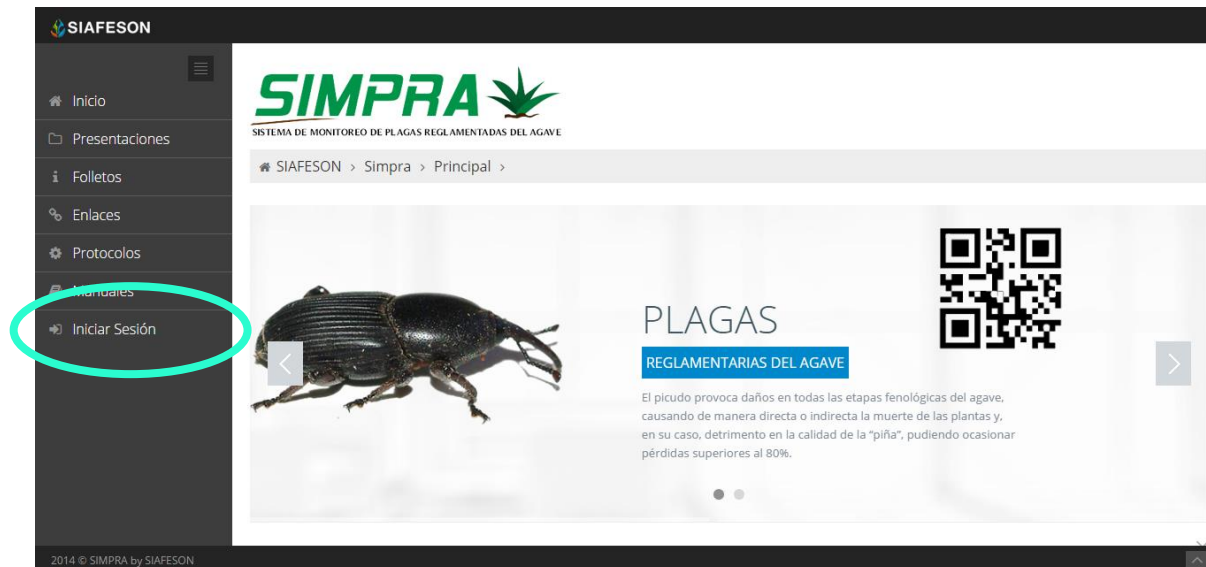 SIAFESON
Inicio
Presentaciones
Folletos
Enlaces
Protocolos
Manuales
Iniciar Sesión
SIMPRA
SISTEMA DE MONITOREO DE PLAGAS REGLAMENTADAS DEL AGAVE
SIAFESON > Simpra > Principal >
PLAGAS
REGLAMENTARIAS DEL AGAVE
El picudo provoca daños en todas las etapas fenológicas del agave,
causando de manera directa o indirecta la muerte de las plantas y,
en su caso, detrimento en la calidad de la "piña", pudiendo ocasionar
pérdidas superiores al 80%.
2014 © SIMPRA by SIAFESON